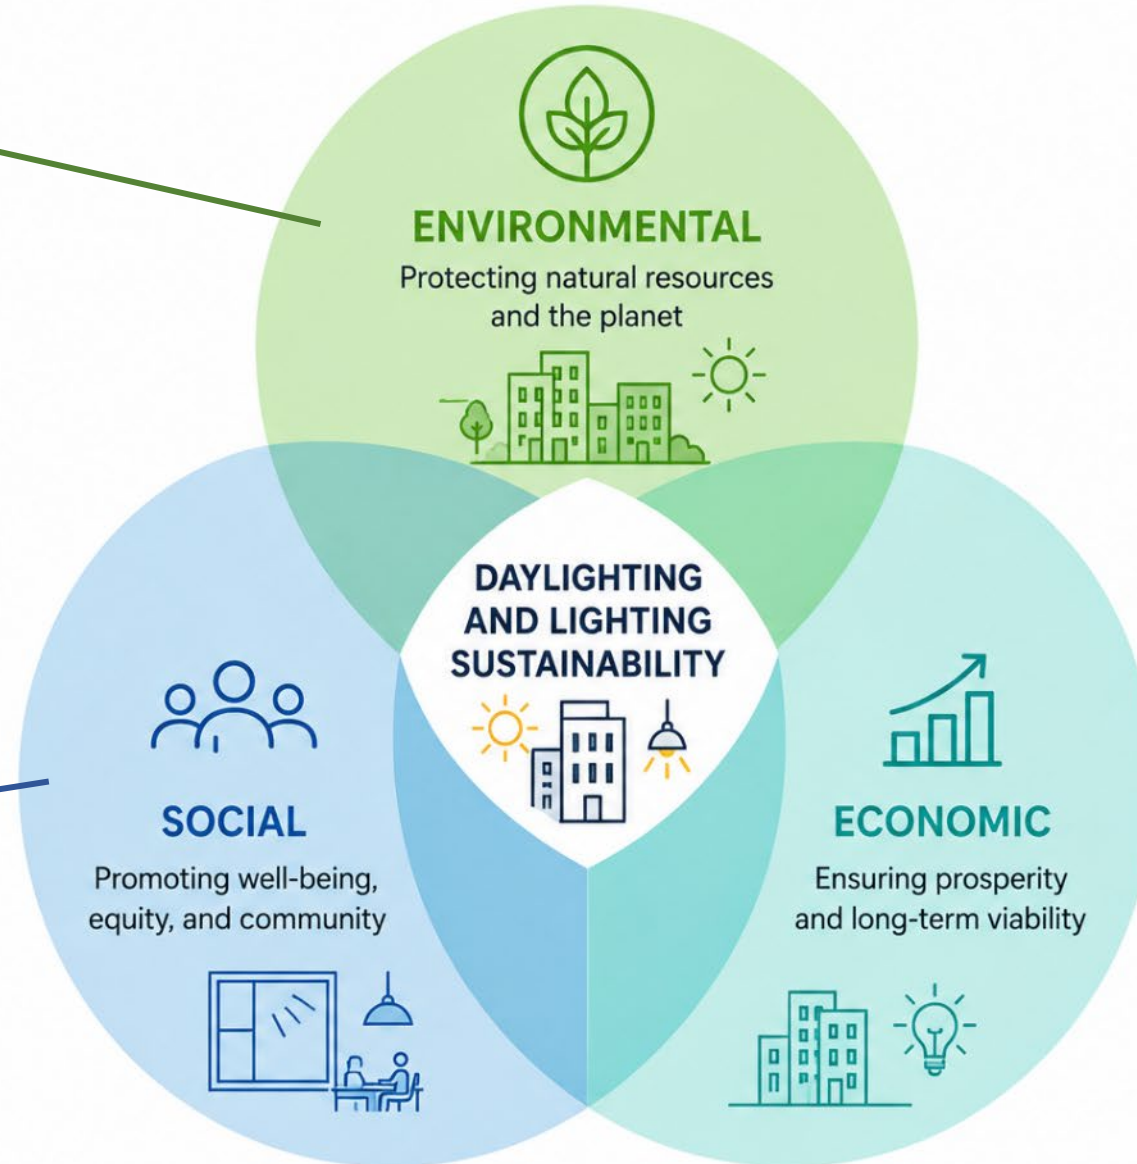 ENVIRONMENTAL
Protecting natural resources
and the planet
DAYLIGHTING
AND LIGHTING
SUSTAINABILITY
SOCIAL
Promoting well-being,
equity, and community
ECONOMIC
Ensuring prosperity
and long-term viability